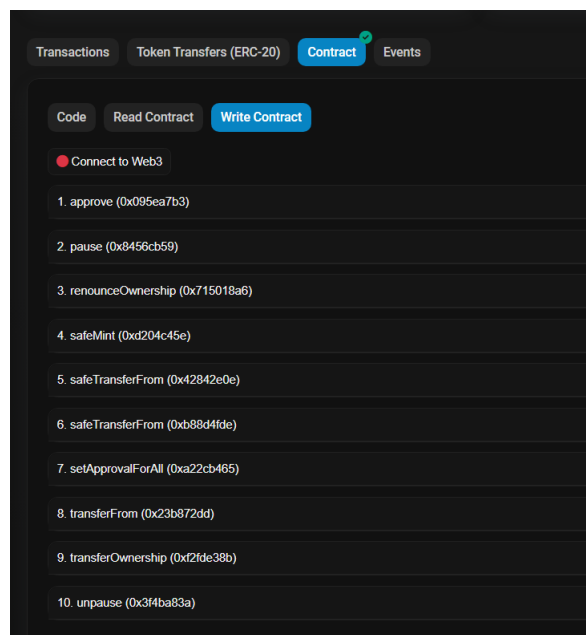 Transactions Token Transfers (ERC-20) Contract Events
Code Read Contract Write Contract
Connect to Web3
1. approve (0x095ea7b3)
2. pause (0x8456cb59)
3. renounceOwnership (0x715018a6)
4. safeMint (0xd204c45e)
5. safeTransferFrom (0x42842e0e)
6. safeTransferFrom (0xb88d4fde)
7. setApprovalForAll (0xa22cb465)
8. transferFrom (0x23b872dd)
9. transferOwnership (0xf2fde38b)
10. unpause (0x3f4ba83a)